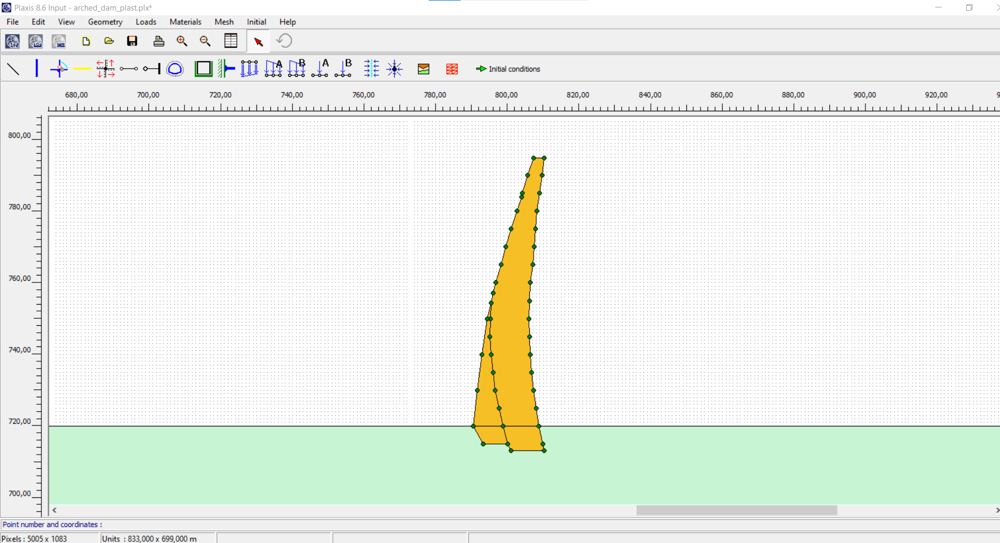 Plaxis 8.6 Input - arched_dam_plast.plx*
File Edit View Geometry Loads Materials Mesh Initial Help
A B A B Initial conditions
680,00 700,00 720,00 740,00 760,00 780,00 800,00 820,00 840,00 860,00 880,00 900,00 920,00 9
800,00
780,00
760,00
740,00
720,00
700,00
Point number and coordinates :
Pixels : 5005 x 1083 Units : 833,000 x 699,000 m